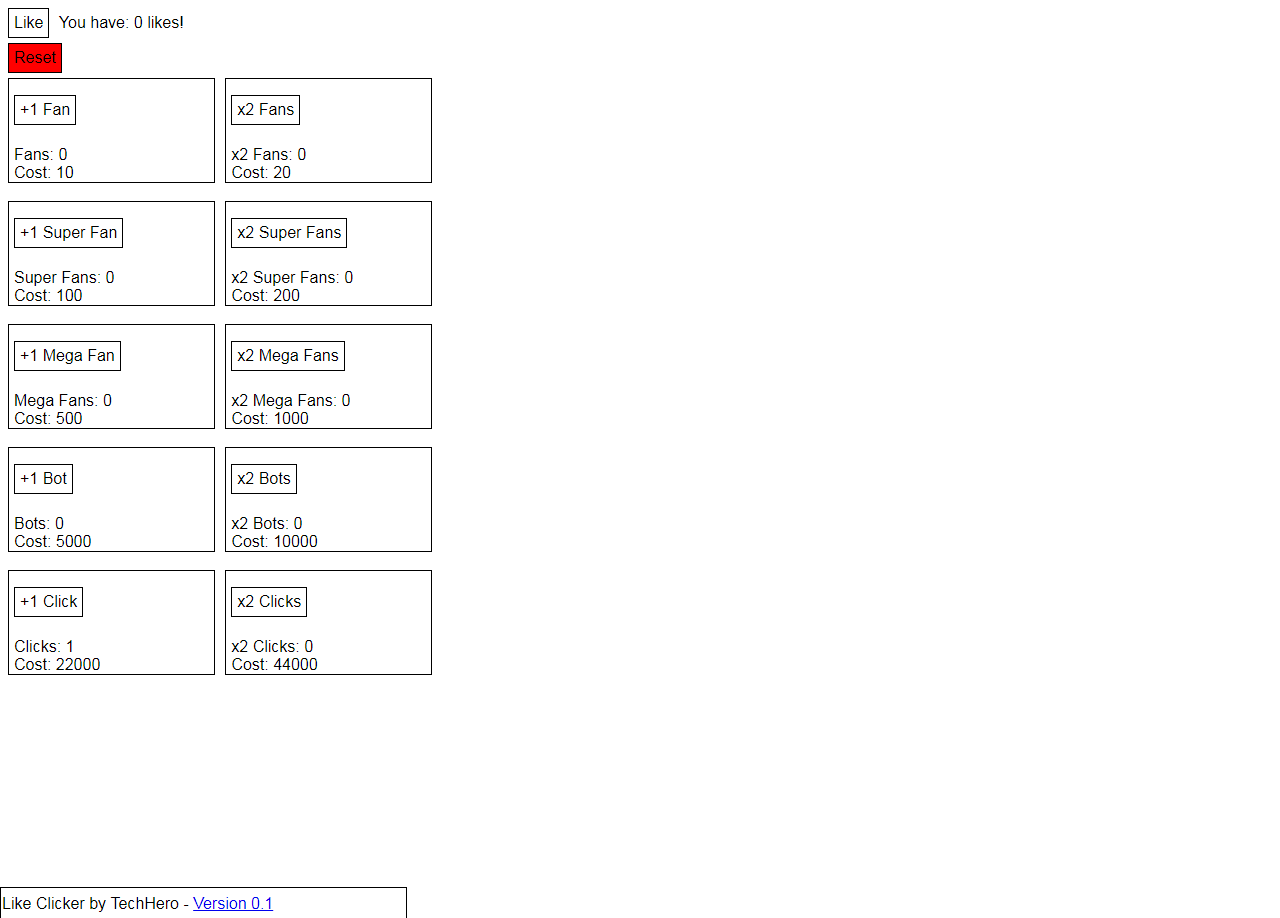 Like You have: 0 likes!
Reset
+1 Fan
Fans: 0
Cost: 10
x2 Fans
x2 Fans: 0
Cost: 20
+1 Super Fan
Super Fans: 0
Cost: 100
x2 Super Fans
x2 Super Fans: 0
Cost: 200
+1 Mega Fan
Mega Fans: 0
Cost: 500
x2 Mega Fans
x2 Mega Fans: 0
Cost: 1000
+1 Bot
Bots: 0
Cost: 5000
x2 Bots
x2 Bots: 0
Cost: 10000
+1 Click
Clicks: 1
Cost: 22000
x2 Clicks
x2 Clicks: 0
Cost: 44000
Like Clicker by TechHero - Version 0.1